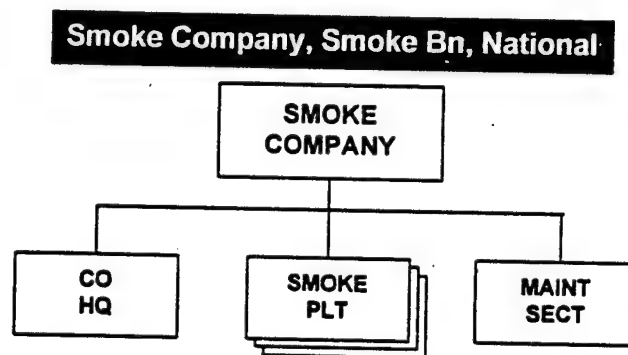 Smoke Company, Smoke Bn, National
SMOKE
COMPANY
CO
HQ
SMOKE
PLT
MAINT
SECT